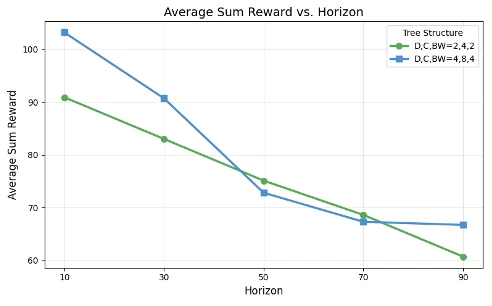 Average Sum Reward vs. Horizon
Tree Structure
D,C,BW=2,4,2
D,C,BW=4,8,4
Average Sum Reward
100
90
80
70
60
10 30 50 70 90
Horizon